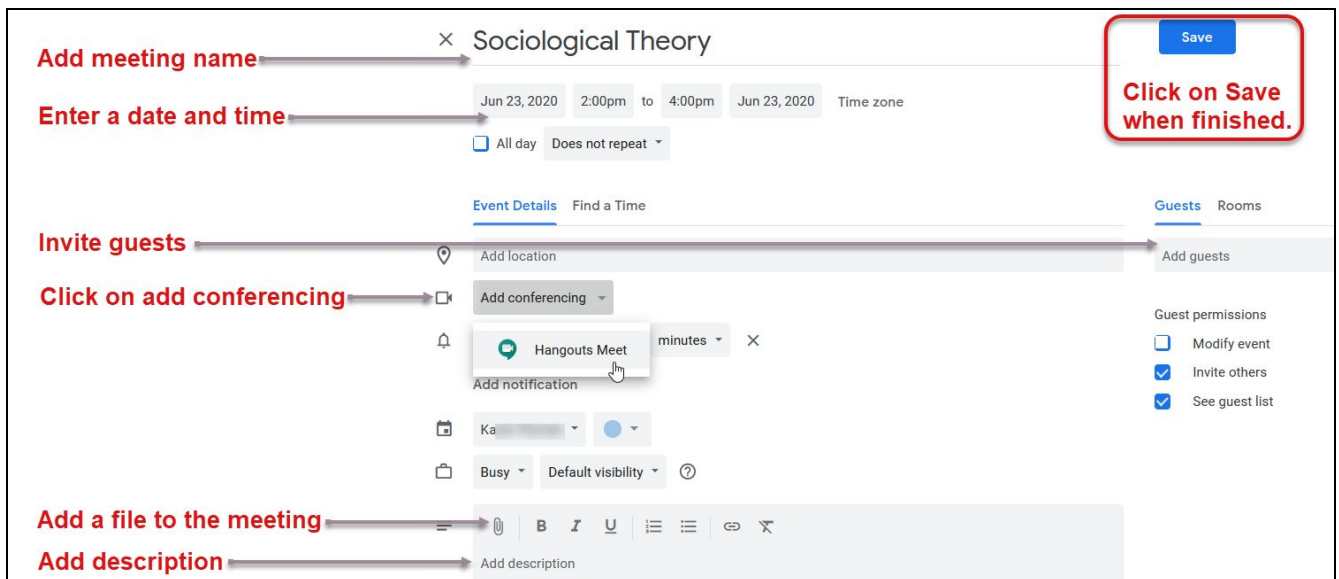 Add meeting name
× Sociological Theory
Save
Click on Save
when finished.
Enter a date and time
Jun 23, 2020 2:00pm to 4:00pm Jun 23, 2020 Time zone
All day Does not repeat
Event Details Find a Time
Guests Rooms
Invite guests
Add location
Add guests
Click on add conferencing
Add conferencing
Hangouts Meet
minutes ×
Add notification
Guest permissions
Modify event
Invite others
See guest list
Ka
Busy Default visibility ?
Add a file to the meeting
B I U
Add description
Add description